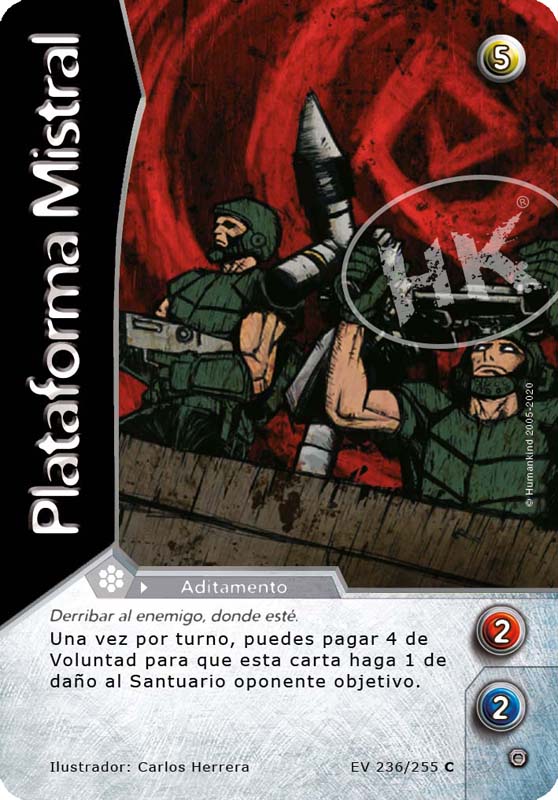 Plataforma Mistral
5
HK®
© Humankind 2005-2020
Aditamento
Derribar al enemigo, donde esté.
Una vez por turno, puedes pagar 4 de
Voluntad para que esta carta haga 1 de
daño al Santuario oponente objetivo.
2
2
Ilustrador: Carlos Herrera
EV 236/255 C